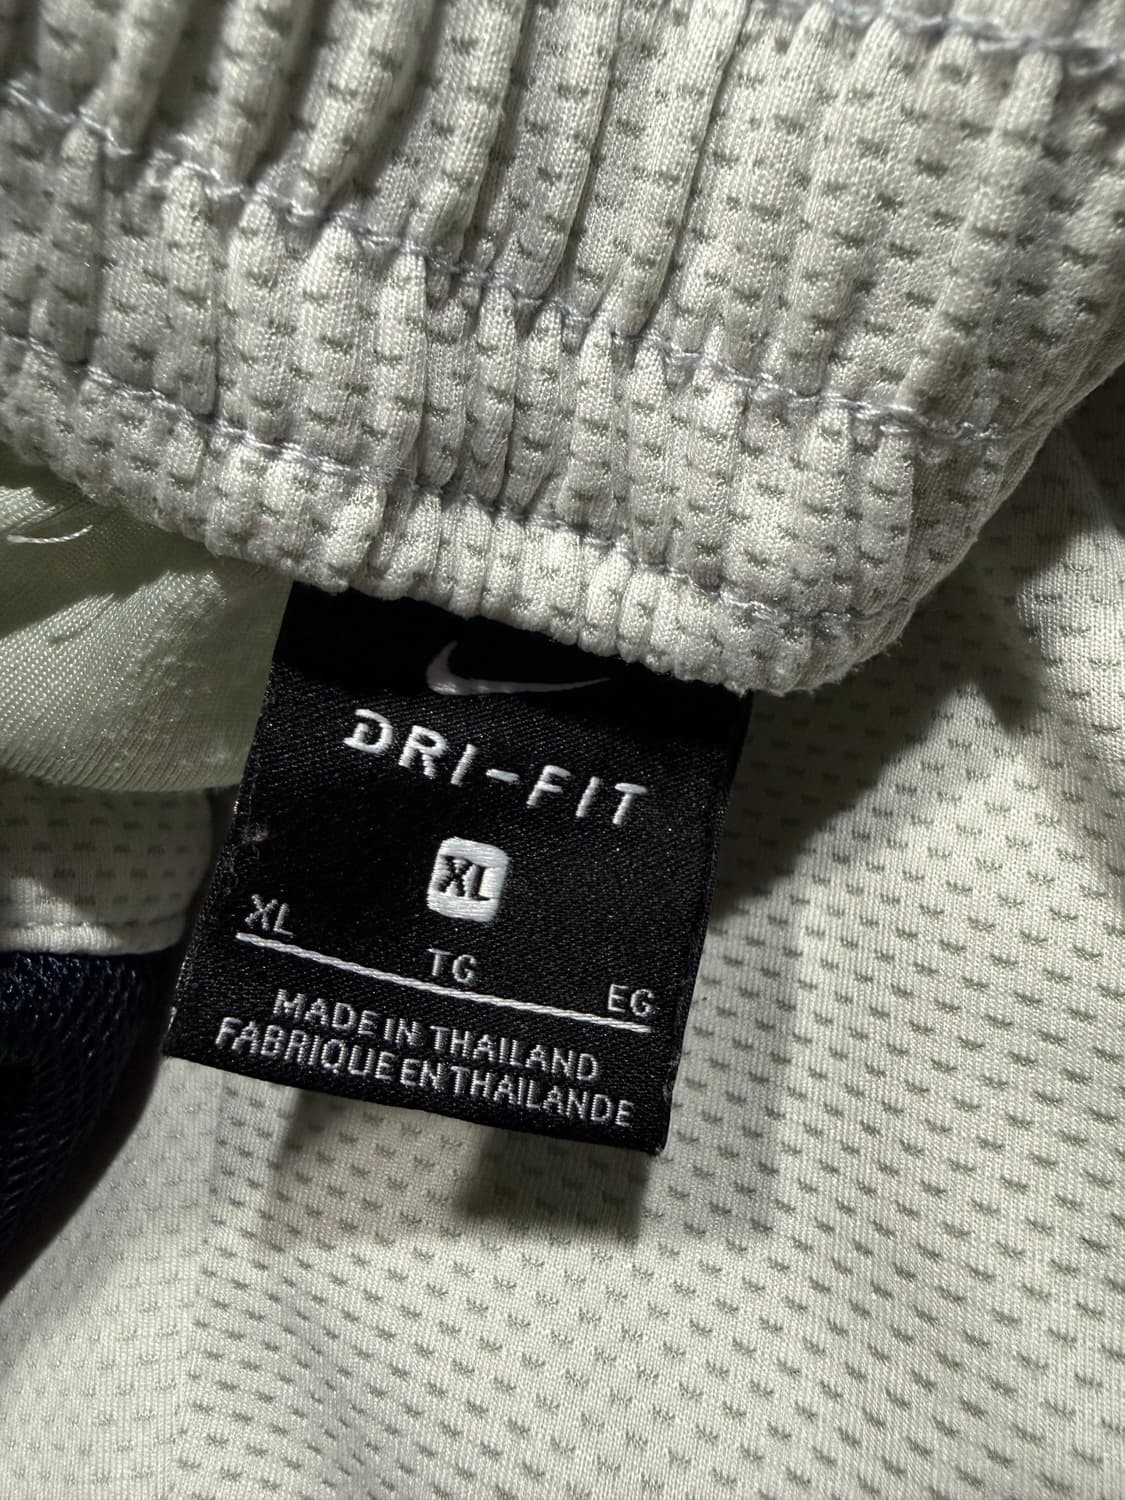 DRI-FIT
XL
XL TG EG
MADE IN THAILAND
FABRIQUE EN THAILANDE